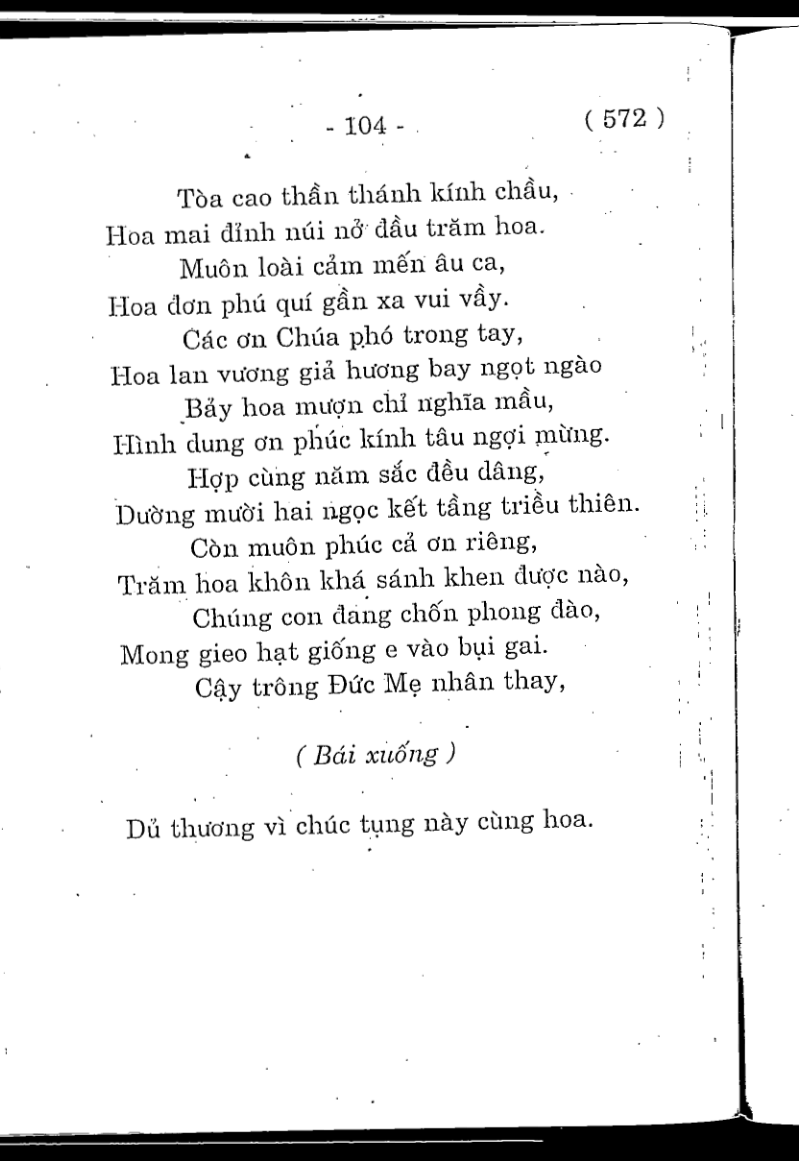 - 104 -
( 572 )
Tòa cao thần thánh kính chầu,
Hoa mai đỉnh núi nở đầu trăm hoa.
Muôn loài cảm mến âu ca,
Hoa đơn phú quí gần xa vui vầy.
Các ơn Chúa phó trong tay,
Hoa lan vương giả hương bay ngọt ngào
Bảy hoa mượn chỉ nghĩa mầu,
Hình dung ơn phúc kính tâu ngợi mừng.
Hợp cùng năm sắc đều dâng,
Dường mười hai ngọc kết tầng triều thiên.
Còn muôn phúc cả ơn riêng,
Trăm hoa khôn khá sánh khen được nào,
Chúng con đang chốn phong đào,
Mong gieo hạt giống e vào bụi gai.
Cậy trông Đức Mẹ nhân thay,
( Bái xuống )
Dủ thương vì chúc tụng này cùng hoa.